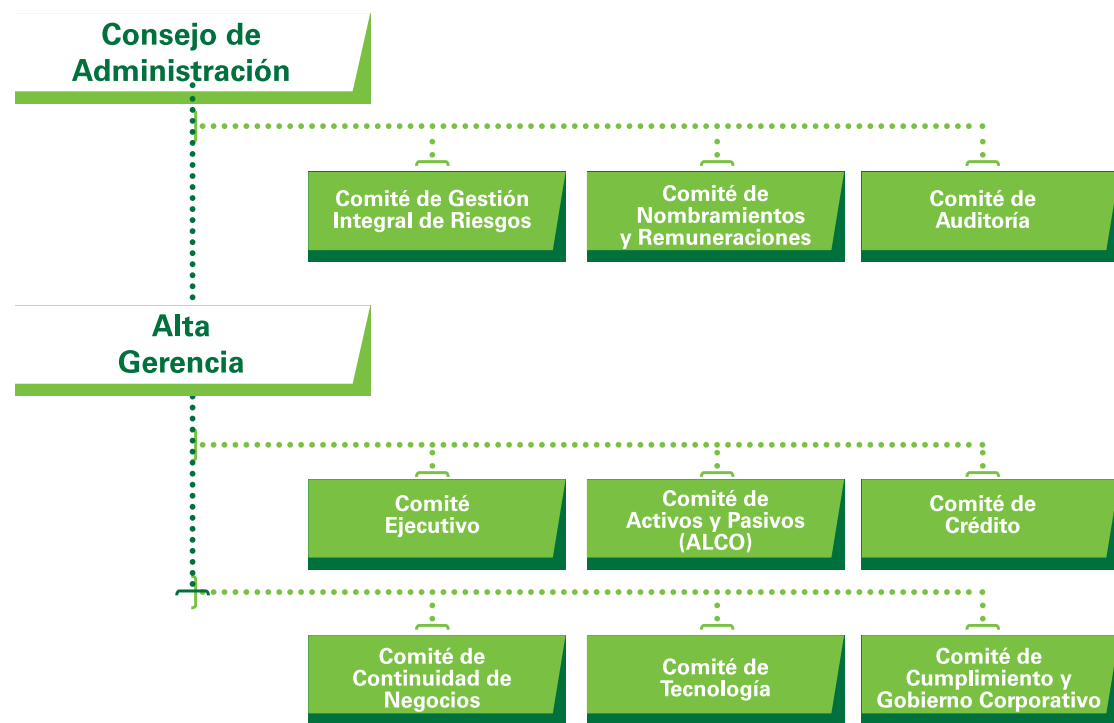 Consejo de
Administración
Comité de Gestión
Integral de Riesgos
Comité de
Nombramientos
y Remuneraciones
Comité de
Auditoría
Alta
Gerencia
Comité
Ejecutivo
Comité de
Activos y Pasivos
(ALCO)
Comité de
Crédito
Comité de
Continuidad de
Negocios
Comité de
Tecnología
Comité de
Cumplimiento y
Gobierno Corporativo